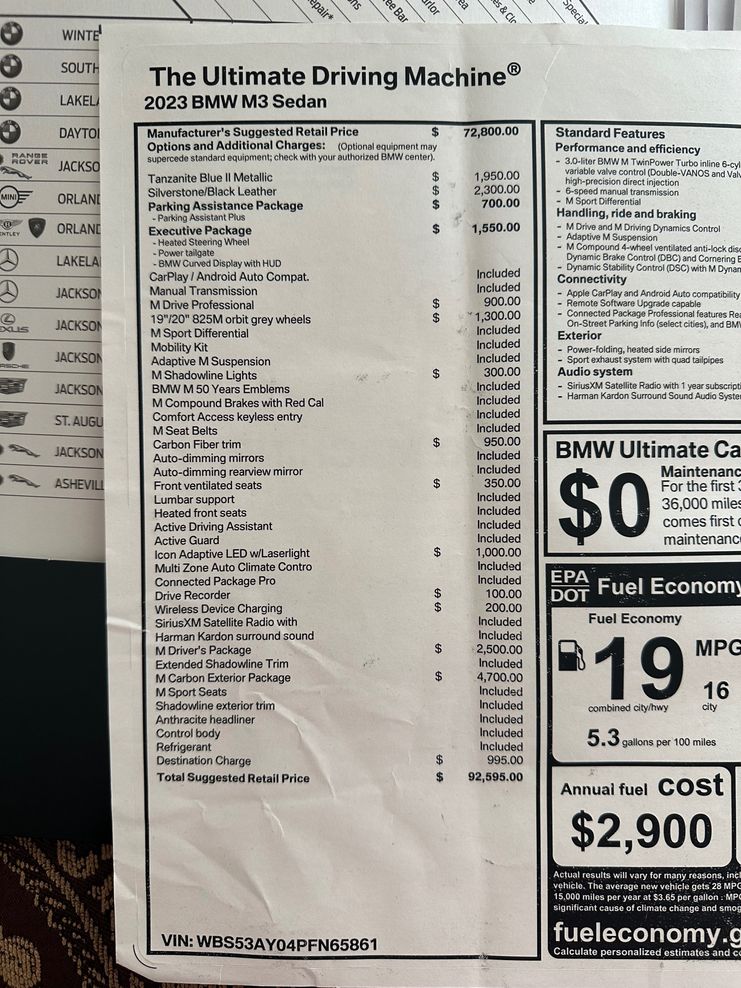 epair*
ons
ree Bar
arlor
ea
es & Clo
Specia
WINTE
SOUTH
LAKELA
DAYTO
RANGE ROVER JACKSO
MINI ORLAN
ENTLEY ORLAND
LAKELA
JACKSON
EXUS JACKSON
RSCHE JACKSON
JACKSON
ST. AUGU
JACKSON
ASHEVILL
The Ultimate Driving Machine®
2023 BMW M3 Sedan
Manufacturer's Suggested Retail Price $ 72,800.00
Options and Additional Charges: (Optional equipment may
supercede standard equipment; check with your authorized BMW center).
Tanzanite Blue II Metallic $ 1,950.00
Silverstone/Black Leather $ 2,300.00
Parking Assistance Package $ 700.00
- Parking Assistant Plus
Executive Package $ 1,550.00
- Heated Steering Wheel
- Power tailgate
- BMW Curved Display with HUD
CarPlay / Android Auto Compat. Included
Manual Transmission Included
M Drive Professional $ 900.00
19"/20" 825M orbit grey wheels $ 1,300.00
M Sport Differential Included
Mobility Kit Included
Adaptive M Suspension Included
M Shadowline Lights $ 300.00
BMW M 50 Years Emblems Included
M Compound Brakes with Red Cal Included
Comfort Access keyless entry Included
M Seat Belts Included
Carbon Fiber trim $ 950.00
Auto-dimming mirrors Included
Auto-dimming rearview mirror Included
Front ventilated seats $ 350.00
Lumbar support Included
Heated front seats Included
Active Driving Assistant Included
Active Guard Included
Icon Adaptive LED w/Laserlight $ 1,000.00
Multi Zone Auto Climate Contro Included
Connected Package Pro Included
Drive Recorder $ 100.00
Wireless Device Charging $ 200.00
SiriusXM Satellite Radio with Included
Harman Kardon surround sound Included
M Driver's Package $ 2,500.00
Extended Shadowline Trim Included
M Carbon Exterior Package $ 4,700.00
M Sport Seats Included
Shadowline exterior trim Included
Anthracite headliner Included
Control body Included
Refrigerant Included
Destination Charge $ 995.00
Total Suggested Retail Price $ 92,595.00
VIN: WBS53AY04PFN65861
Standard Features
Performance and efficiency
- 3.0-liter BMW M TwinPower Turbo inline 6-cyl
variable valve control (Double-VANOS and Valv
high-precision direct injection
- 6-speed manual transmission
- M Sport Differential
Handling, ride and braking
- M Drive and M Driving Dynamics Control
- Adaptive M Suspension
- M Compound 4-wheel ventilated anti-lock disc
Dynamic Brake Control (DBC) and Cornering B
- Dynamic Stability Control (DSC) with M Dynam
Connectivity
- Apple CarPlay and Android Auto compatibility
- Remote Software Upgrade capable
- Connected Package Professional features Rea
On-Street Parking Info (select cities), and BMW
Exterior
- Power-folding, heated side mirrors
- Sport exhaust system with quad tailpipes
Audio system
- SiriusXM Satellite Radio with 1 year subscripti
- Harman Kardon Surround Sound Audio Syste
BMW Ultimate Ca
$0
Maintenanc
For the first 3
36,000 miles
comes first o
maintenanc
EPA
DOT Fuel Economy
Fuel Economy
19 MPG
16
city
combined city/hwy
5.3 gallons per 100 miles
Annual fuel cost
$2,900
Actual results will vary for many reasons, incl
vehicle. The average new vehicle gets 28 MPG
15,000 miles per year at $3.65 per gallon : MPG
significant cause of climate change and smog
fueleconomy.g
Calculate personalized estimates and co